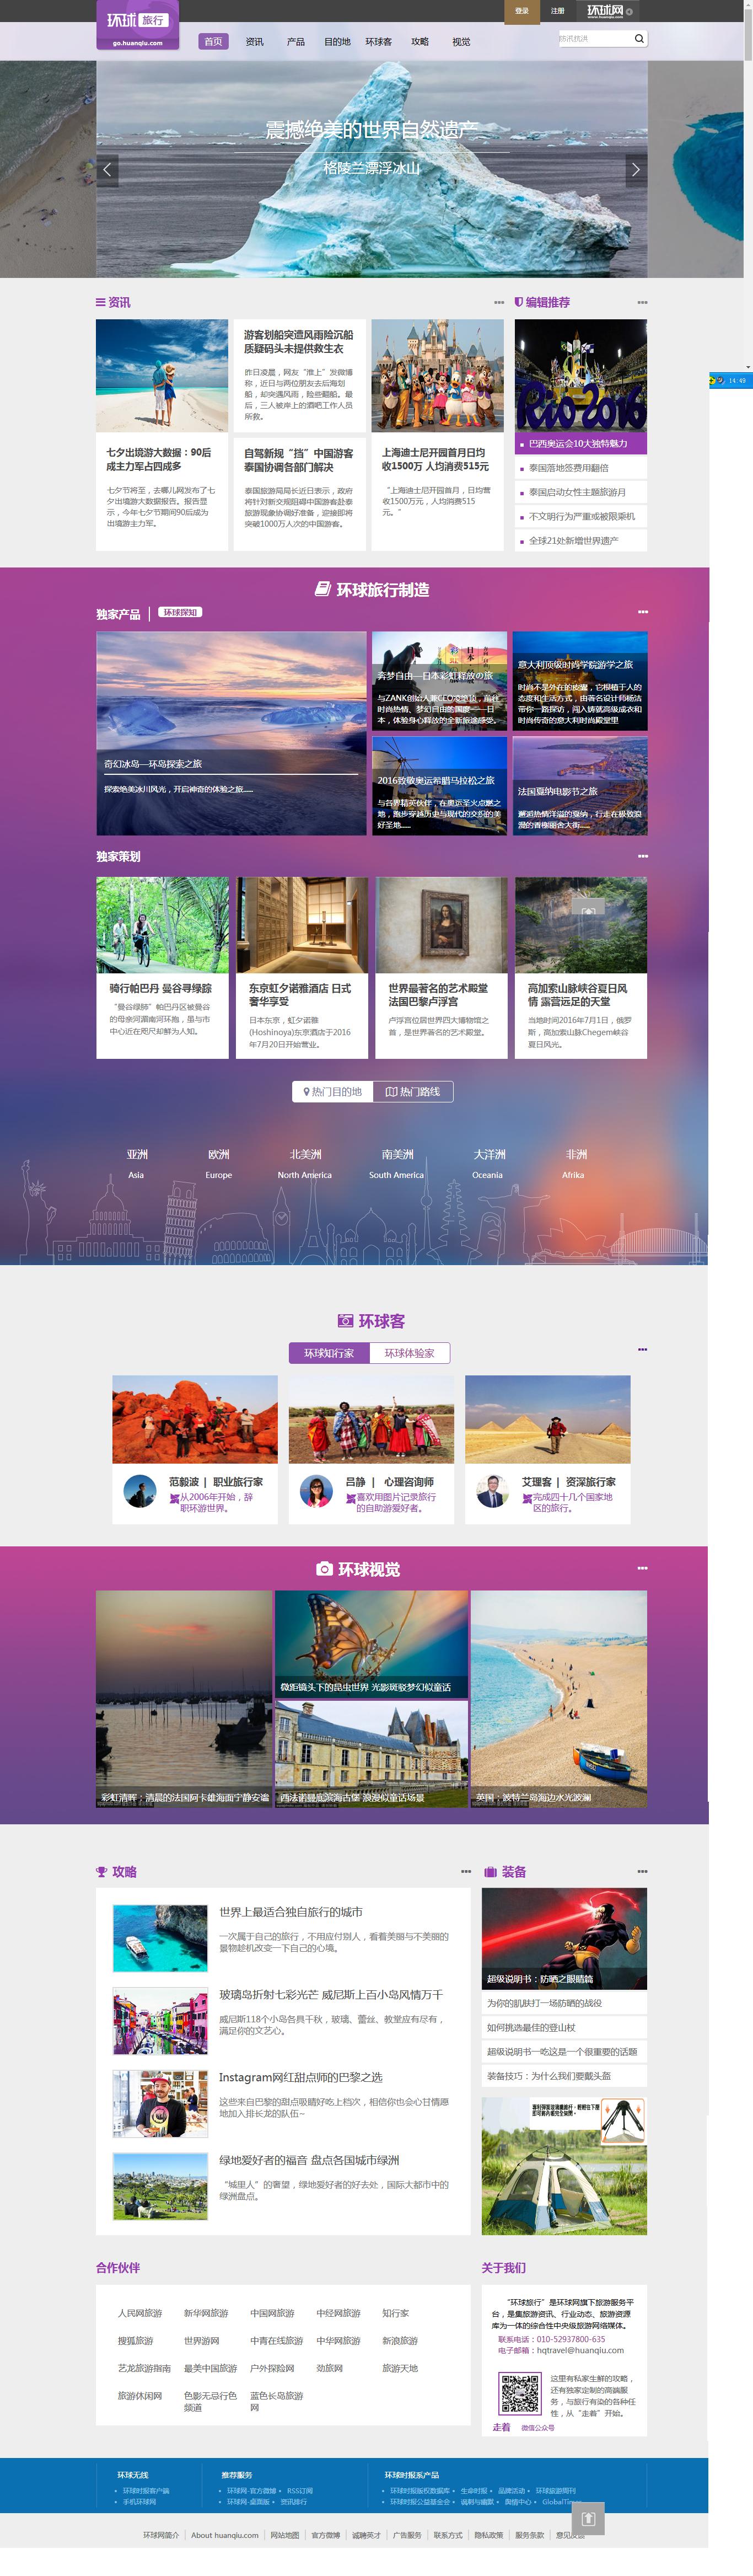 登录
注册
环球网
www.huanqiu.com
环球 旅行
go.huanqiu.com
首页
资讯
产品
目的地
环球客
攻略
视觉
震撼绝美的世界自然遗产
格陵兰漂浮冰山
14:49
资讯
七夕出境游大数据：90后
成主力军占四成多
七夕节将至，去哪儿网发布了七
夕出境游大数据报告。报告显
示，今年七夕节期间90后成为
出境游主力军。
游客划船突遭风雨险沉船
质疑码头未提供救生衣
昨日凌晨，网友“淮上”发微博
称，近日与两位朋友去后海划
船，却突遇风雨，险些翻船。最
后，三人被岸上的酒吧工作人员
所救。
自驾新规“挡”中国游客
泰国协调各部门解决
泰国旅游局局长近日表示，政府
将针对新交规阻碍中国游客赴泰
旅游现象协调好准备，迎接即将
突破1000万人次的中国游客。
上海迪士尼开园首月日均
收1500万 人均消费515元
“上海迪士尼开园首月，日均营
收1500万元，人均消费515
元。”
编辑推荐
Rio2016
巴西奥运会10大独特魅力
泰国落地签费用翻倍
泰国启动女性主题旅游月
不文明行为严重或被限乘机
全球21处新增世界遗产
环球旅行制造
独家产品
环球探知
奇幻冰岛—环岛探索之旅
探索绝美冰川风光，开启神奇的体验之旅......
奔梦自由—日本彩虹释放の旅
时尚热情、梦幻自由的国度——日
本，体验身心释放的全新旅途感受。
意大利顶级时尚学院游学之旅
时尚不是外在的皮囊，它根植于人的
态度和生活方式，由著名设计师杨洁
带你一路探访，闯入铸就高级成衣和
时尚传奇的意大利时尚殿堂里
2016致敬奥运希腊马拉松之旅
与各界精英伙伴，在奥运圣火点燃之
地，跑步穿越历史与现代的交织的美
好圣地......
法国戛纳电影节之旅
邂逅热情洋溢的戛纳，行走在极致浪
漫的香榭丽舍大街......
独家策划
骑行帕巴丹 曼谷寻绿踪
“曼谷绿肺”帕巴丹区被曼谷
的母亲河湄南河环抱，虽与市
中心近在咫尺却鲜为人知。
东京虹夕诺雅酒店 日式
奢华享受
日本东京，虹夕诺雅
(Hoshinoya)东京酒店于2016
年7月20日开始营业。
世界最著名的艺术殿堂
法国巴黎卢浮宫
卢浮宫位居世界四大博物馆之
首，是世界著名的艺术殿堂。
高加索山脉峡谷夏日风
情 露营远足的天堂
当地时间2016年7月1日，俄罗
斯，高加索山脉Chegem峡谷
夏日风光。
热门目的地
热门路线
亚洲
欧洲
北美洲
南美洲
大洋洲
非洲
Asia
Europe
North America
South America
Oceania
Afrika
环球客
环球知行家
环球体验家
范毅波 | 职业旅行家
从2006年开始，辞
职环游世界。
吕静 | 心理咨询师
喜欢用图片记录旅行
的自助游爱好者。
艾理客 | 资深旅行家
完成四十几个国家地
区的旅行。
环球视觉
彩虹清晖：清晨的法国阿卡雄海面宁静安谧
微距镜头下的昆虫世界 光影斑驳梦幻似童话
西法诺曼底滨海古堡 浪漫似童话场景
英国：波特兰岛海边水光波澜
攻略
世界上最适合独自旅行的城市
一次属于自己的旅行，不用应付别人，看看美丽与不美丽的
景物趁机改变一下自己的心境。
玻璃岛折射七彩光芒 威尼斯上百小岛风情万千
威尼斯118个小岛各具千秋，玻璃、蕾丝、教堂应有尽有，
满足你的文艺心。
Instagram网红甜点师的巴黎之选
这些来自巴黎的甜点吸睛好吃上档次，相信你也会心甘情愿
地加入排长龙的队伍~
绿地爱好者的福音 盘点各国城市绿洲
“城里人”的奢望，绿地爱好者的好去处，国际大都市中的
绿洲盘点。
装备
超级说明书：防晒之眼睛篇
为你的肌肤打一场防晒的战役
如何挑选最佳的登山杖
超级说明书—吃这是一个很重要的话题
装备技巧：为什么我们要戴头盔
合作伙伴
人民网旅游
新华网旅游
中国网旅游
中经网旅游
知行家
搜狐旅游
世界游网
中青在线旅游
中华网旅游
新浪旅游
艺龙旅游指南
最美中国旅游
户外探险网
劲旅网
旅游天地
旅游休闲网
色影无忌行色
频道
蓝色长岛旅游
网
关于我们
“环球旅行”是环球网旗下旅游服务平
台，是集旅游资讯、行业动态、旅游资源
库为一体的综合性中央级旅游网络媒体。
联系电话：010-52937800-635
电子邮箱：hqtravel@huanqiu.com
这里有私家生鲜的攻略，
还有独家定制的高端服
务，与旅行有染的各种任
性，从“走着”开始。
走着 微信公众号
环球无线
环球时报客户端
手机环球网
推荐服务
环球网-官方微博
RSS订阅
环球网-桌面版
资讯排行
环球时报系产品
环球时报版权数据库
生命时报
品牌活动
环球旅游周刊
环球时报公益基金会
讽刺与幽默
舆情中心
环球网简介
About huanqiu.com
网站地图
官方微博
诚聘英才
广告服务
联系方式
隐私政策
服务条款